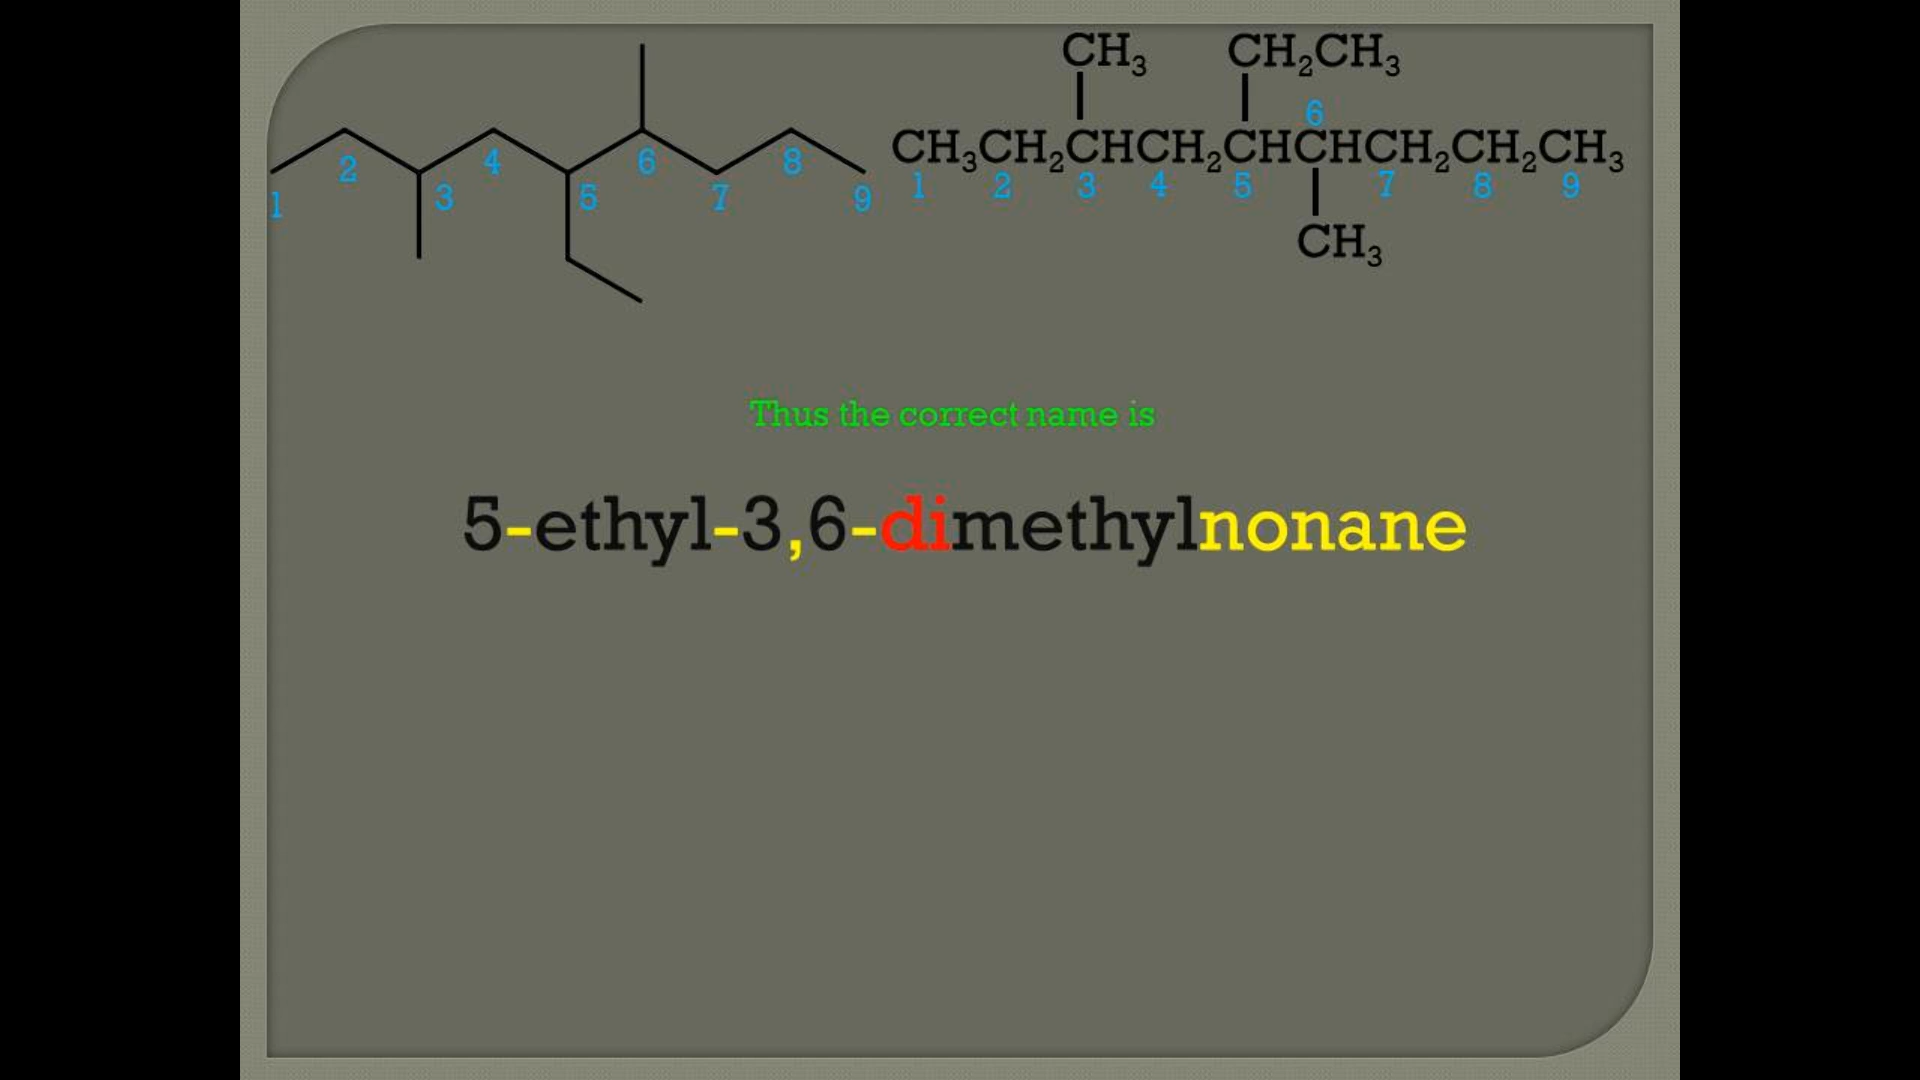 CH₃ CH₂CH₃
6
CH₃CH₂CHCH₂CHCHCH₂CH₂CH₃
2 4 6 8
1 3 5 7 9
1 2 3 4 5 7 8 9
CH₃
Thus the correct name is
5-ethyl-3,6-dimethylnonane